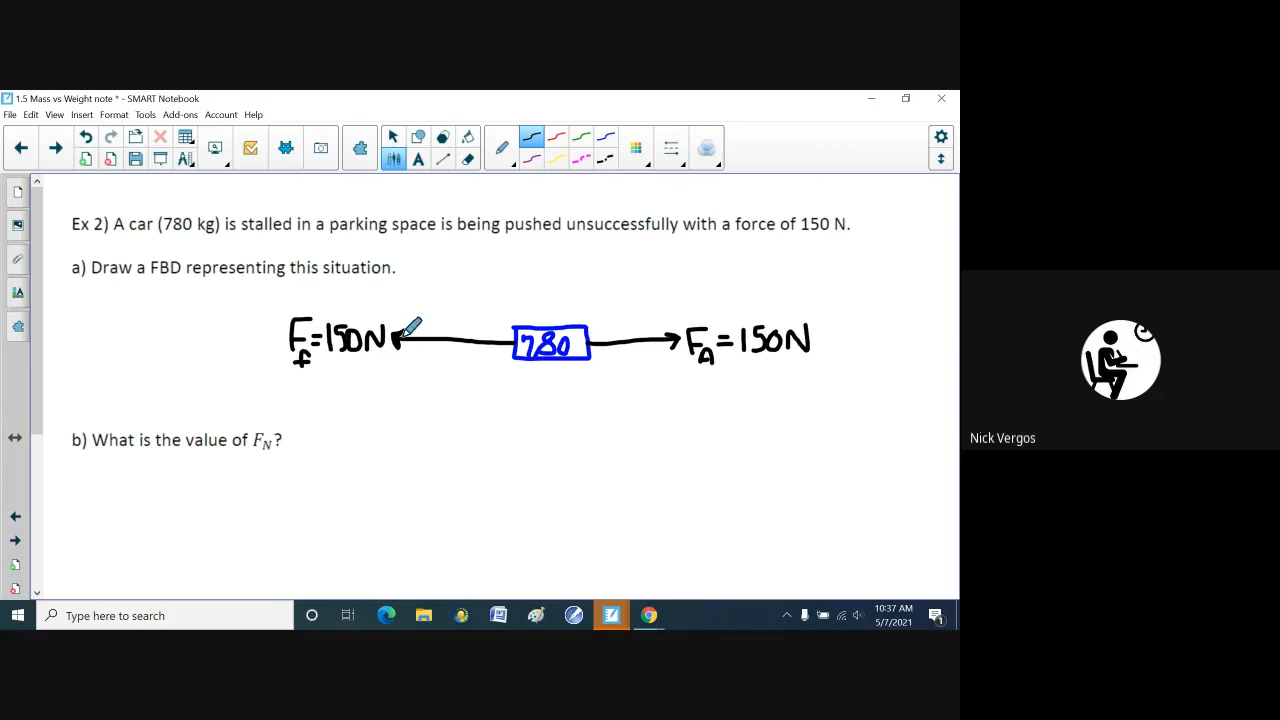 1.5 Mass vs Weight note * - SMART Notebook
File Edit View Insert Format Tools Add-ons Help
Ex 2) A car (780 kg) is stalled in a parking space is being pushed unsuccessfully with a force of 150 N.
a) Draw a FBD representing this situation.
Ff=150N 780 FA=150N
b) What is the value of FN?
Nick Vergos
Type here to search
10:37 AM
5/7/2021